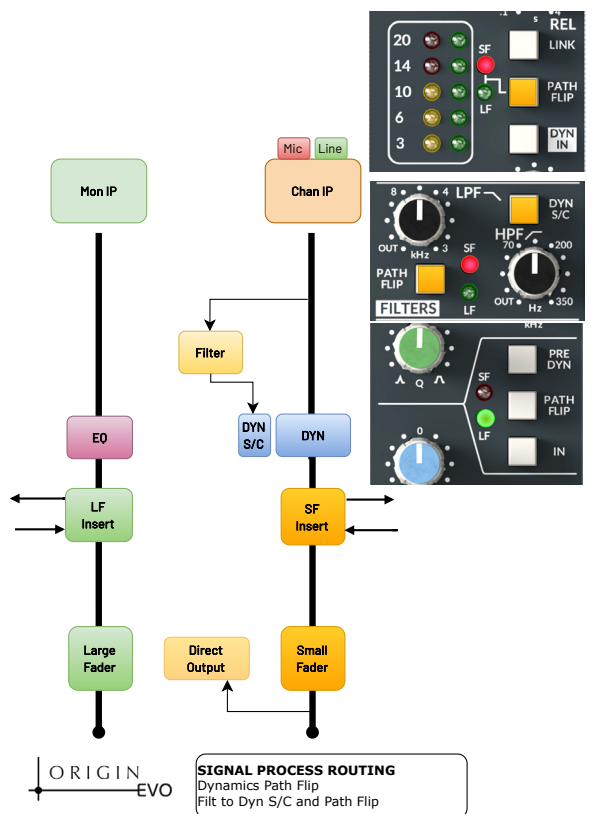 .1
4
s
REL
20
SF
LINK
14
10
PATH
FLIP
6
LF
3
DYN
IN
8
4
LPF
DYN
S/C
HPF
OUT
kHz
3
SF
70
200
PATH
FLIP
FILTERS
LF
OUT
Hz
350
kHz
PRE
DYN
Q
SF
PATH
FLIP
LF
0
IN
Mic
Line
Mon IP
Chan IP
Filter
EQ
DYN
S/C
DYN
LF
Insert
SF
Insert
Large
Fader
Direct
Output
Small
Fader
ORIGIN
EVO
SIGNAL PROCESS ROUTING
Dynamics Path Flip
Filt to Dyn S/C and Path Flip